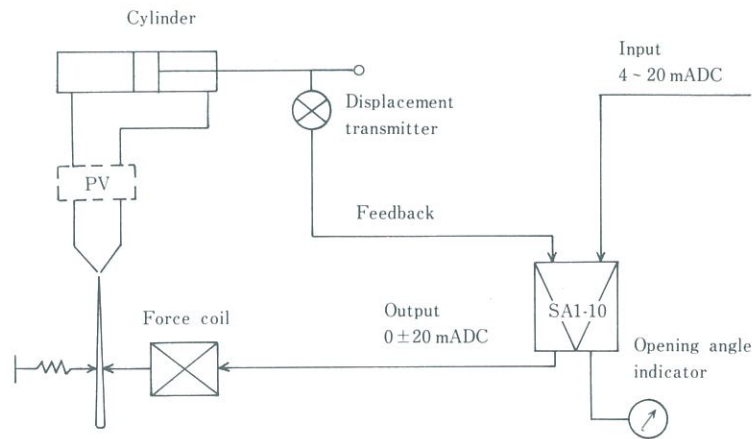 Cylinder
Input
4 ~ 20 mADC
Displacement
transmitter
PV
Feedback
SA1-10
Output
0 ± 20 mADC
Force coil
Opening angle
indicator